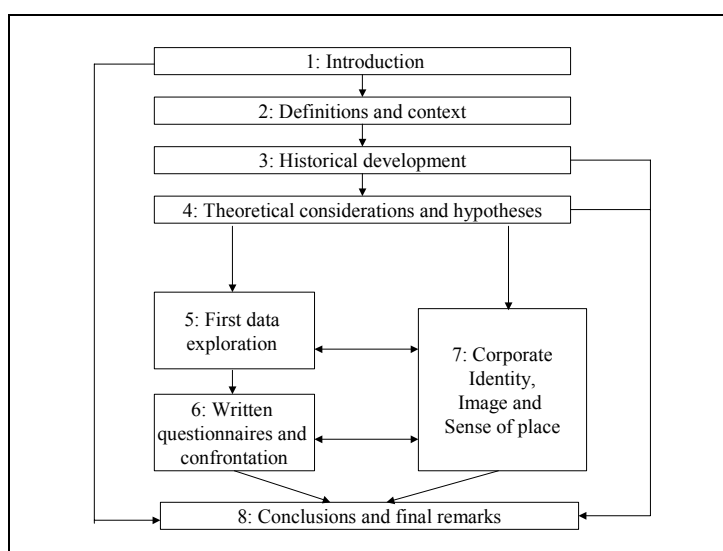 1: Introduction
2: Definitions and context
3: Historical development
4: Theoretical considerations and hypotheses
5: First data
exploration
7: Corporate
Identity,
Image and
Sense of place
6: Written
questionnaires and
confrontation
8: Conclusions and final remarks